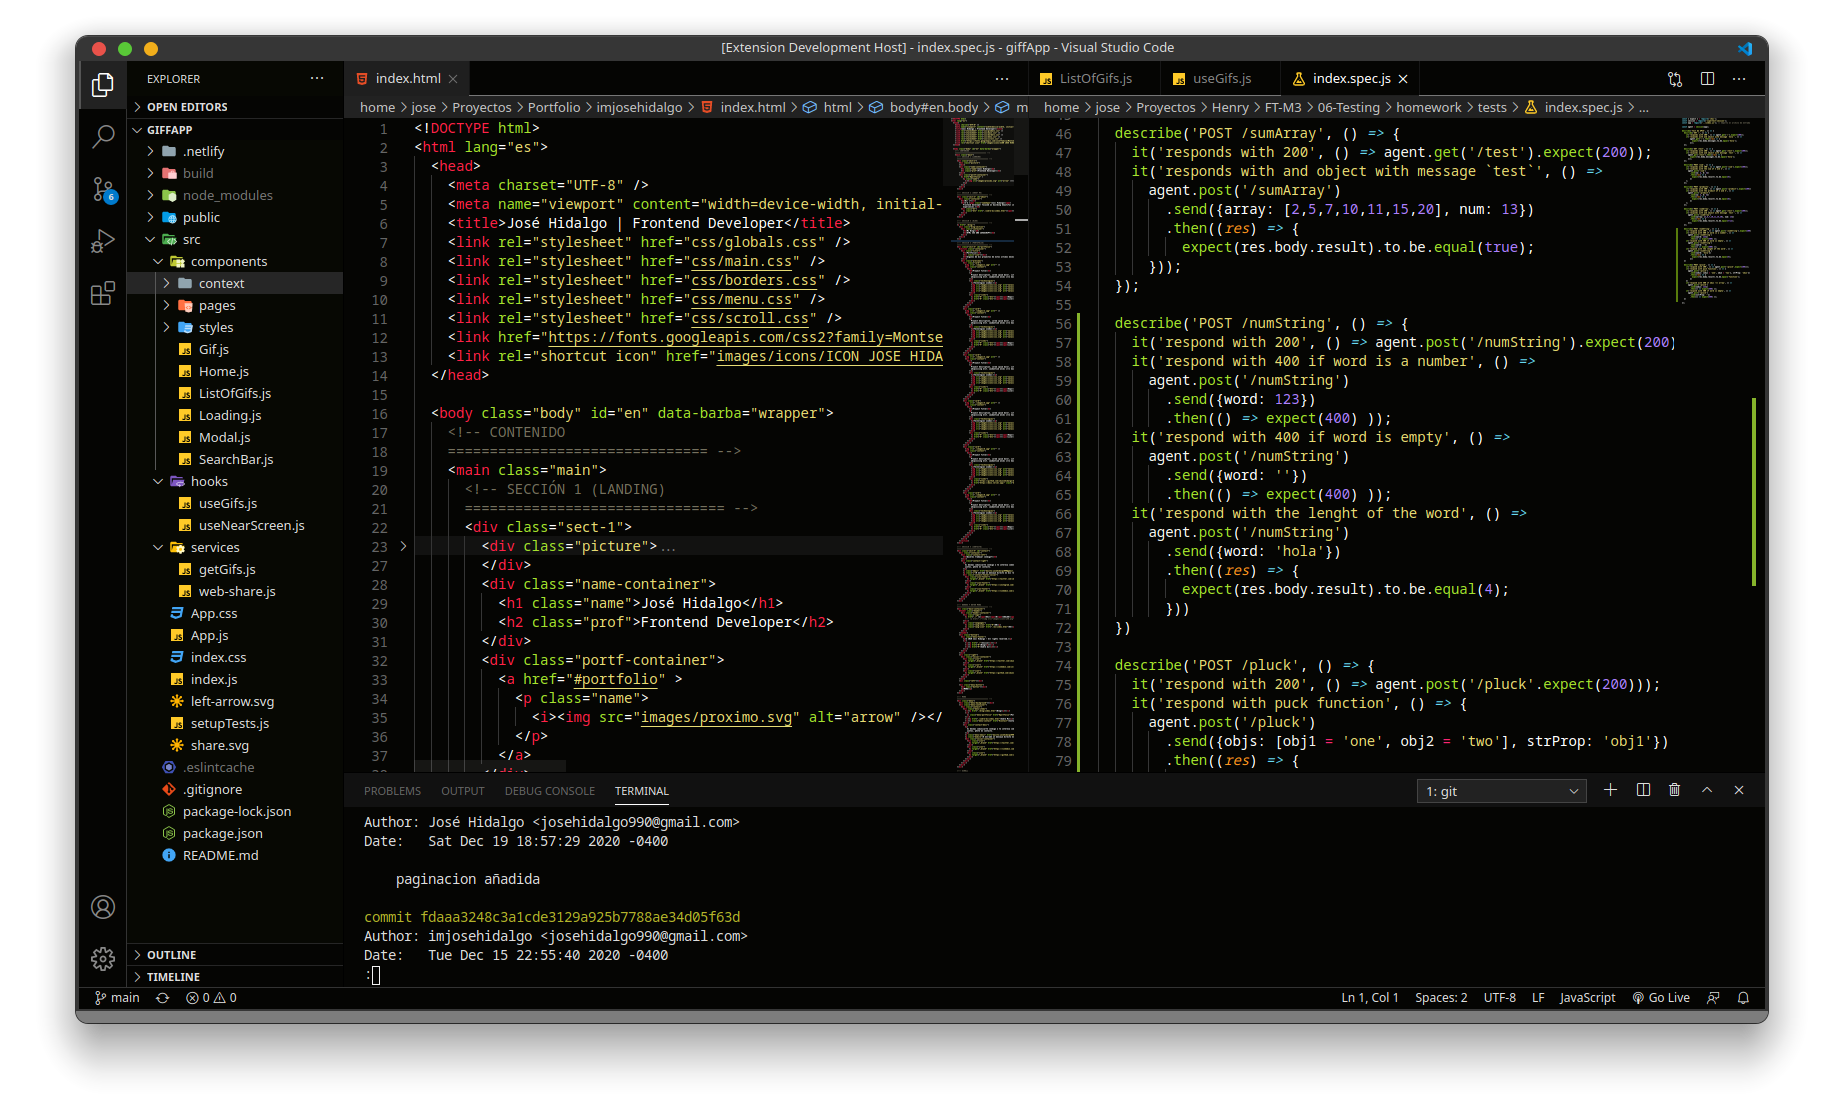 [Extension Development Host] - index.spec.js - giffApp - Visual Studio Code
EXPLORER
OPEN EDITORS
GIFFAPP
.netlify
build
node_modules
public
src
components
context
pages
styles
Gif.js
Home.js
ListOfGifs.js
Loading.js
Modal.js
SearchBar.js
hooks
useGifs.js
useNearScreen.js
services
getGifs.js
web-share.js
App.css
App.js
index.css
index.js
left-arrow.svg
setupTests.js
share.svg
.eslintcache
.gitignore
package-lock.json
package.json
README.md
OUTLINE
TIMELINE
6
index.html
home > jose > Proyectos > Portfolio > imjosehidalgo > index.html > html > body#en.body > m
1 <!DOCTYPE html>
2 <html lang="es">
3 <head>
4 <meta charset="UTF-8" />
5 <meta name="viewport" content="width=device-width, initial-
6 <title>José Hidalgo | Frontend Developer</title>
7 <link rel="stylesheet" href="css/globals.css" />
8 <link rel="stylesheet" href="css/main.css" />
9 <link rel="stylesheet" href="css/borders.css" />
10 <link rel="stylesheet" href="css/menu.css" />
11 <link rel="stylesheet" href="css/scroll.css" />
12 <link href="https://fonts.googleapis.com/css2?family=Montse
13 <link rel="shortcut icon" href="images/icons/ICON JOSE HIDA
14 </head>
15
16 <body class="body" id="en" data-barba="wrapper">
17 <!-- CONTENIDO
18 =============================== -->
19 <main class="main">
20 <!-- SECCIÓN 1 (LANDING)
21 =============================== -->
22 <div class="sect-1">
23 <div class="picture">...
27 </div>
28 <div class="name-container">
29 <h1 class="name">José Hidalgo</h1>
30 <h2 class="prof">Frontend Developer</h2>
31 </div>
32 <div class="portf-container">
33 <a href="#portfolio" >
34 <p class="name">
35 <i><img src="images/proximo.svg" alt="arrow" /></
36 </p>
37 </a>
ListOfGifs.js
useGifs.js
index.spec.js
home > jose > Proyectos > Henry > FT-M3 > 06-Testing > homework > tests > index.spec.js > ...
46 describe('POST /sumArray', () => {
47 it('responds with 200', () => agent.get('/test').expect(200));
48 it('responds with and object with message `test`', () =>
49 agent.post('/sumArray')
50 .send({array: [2,5,7,10,11,15,20], num: 13})
51 .then((res) => {
52 expect(res.body.result).to.be.equal(true);
53 }));
54 });
55
56 describe('POST /numString', () => {
57 it('respond with 200', () => agent.post('/numString').expect(200)
58 it('respond with 400 if word is a number', () =>
59 agent.post('/numString')
60 .send({word: 123})
61 .then(() => expect(400) ));
62 it('respond with 400 if word is empty', () =>
63 agent.post('/numString')
64 .send({word: ''})
65 .then(() => expect(400) ));
66 it('respond with the lenght of the word', () =>
67 agent.post('/numString')
68 .send({word: 'hola'})
69 .then((res) => {
70 expect(res.body.result).to.be.equal(4);
71 }))
72 })
73
74 describe('POST /pluck', () => {
75 it('respond with 200', () => agent.post('/pluck'.expect(200)));
76 it('respond with puck function', () => {
77 agent.post('/pluck')
78 .send({objs: [obj1 = 'one', obj2 = 'two'], strProp: 'obj1'})
79 .then((res) => {
PROBLEMS OUTPUT DEBUG CONSOLE TERMINAL
1: git
Author: José Hidalgo <josehidalgo990@gmail.com>
Date: Sat Dec 19 18:57:29 2020 -0400
paginacion añadida
commit fdaaa3248c3a1cde3129a925b7788ae34d05f63d
Author: imjosehidalgo <josehidalgo990@gmail.com>
Date: Tue Dec 15 22:55:40 2020 -0400
:
main 0 0
Ln 1, Col 1 Spaces: 2 UTF-8 LF JavaScript Go Live